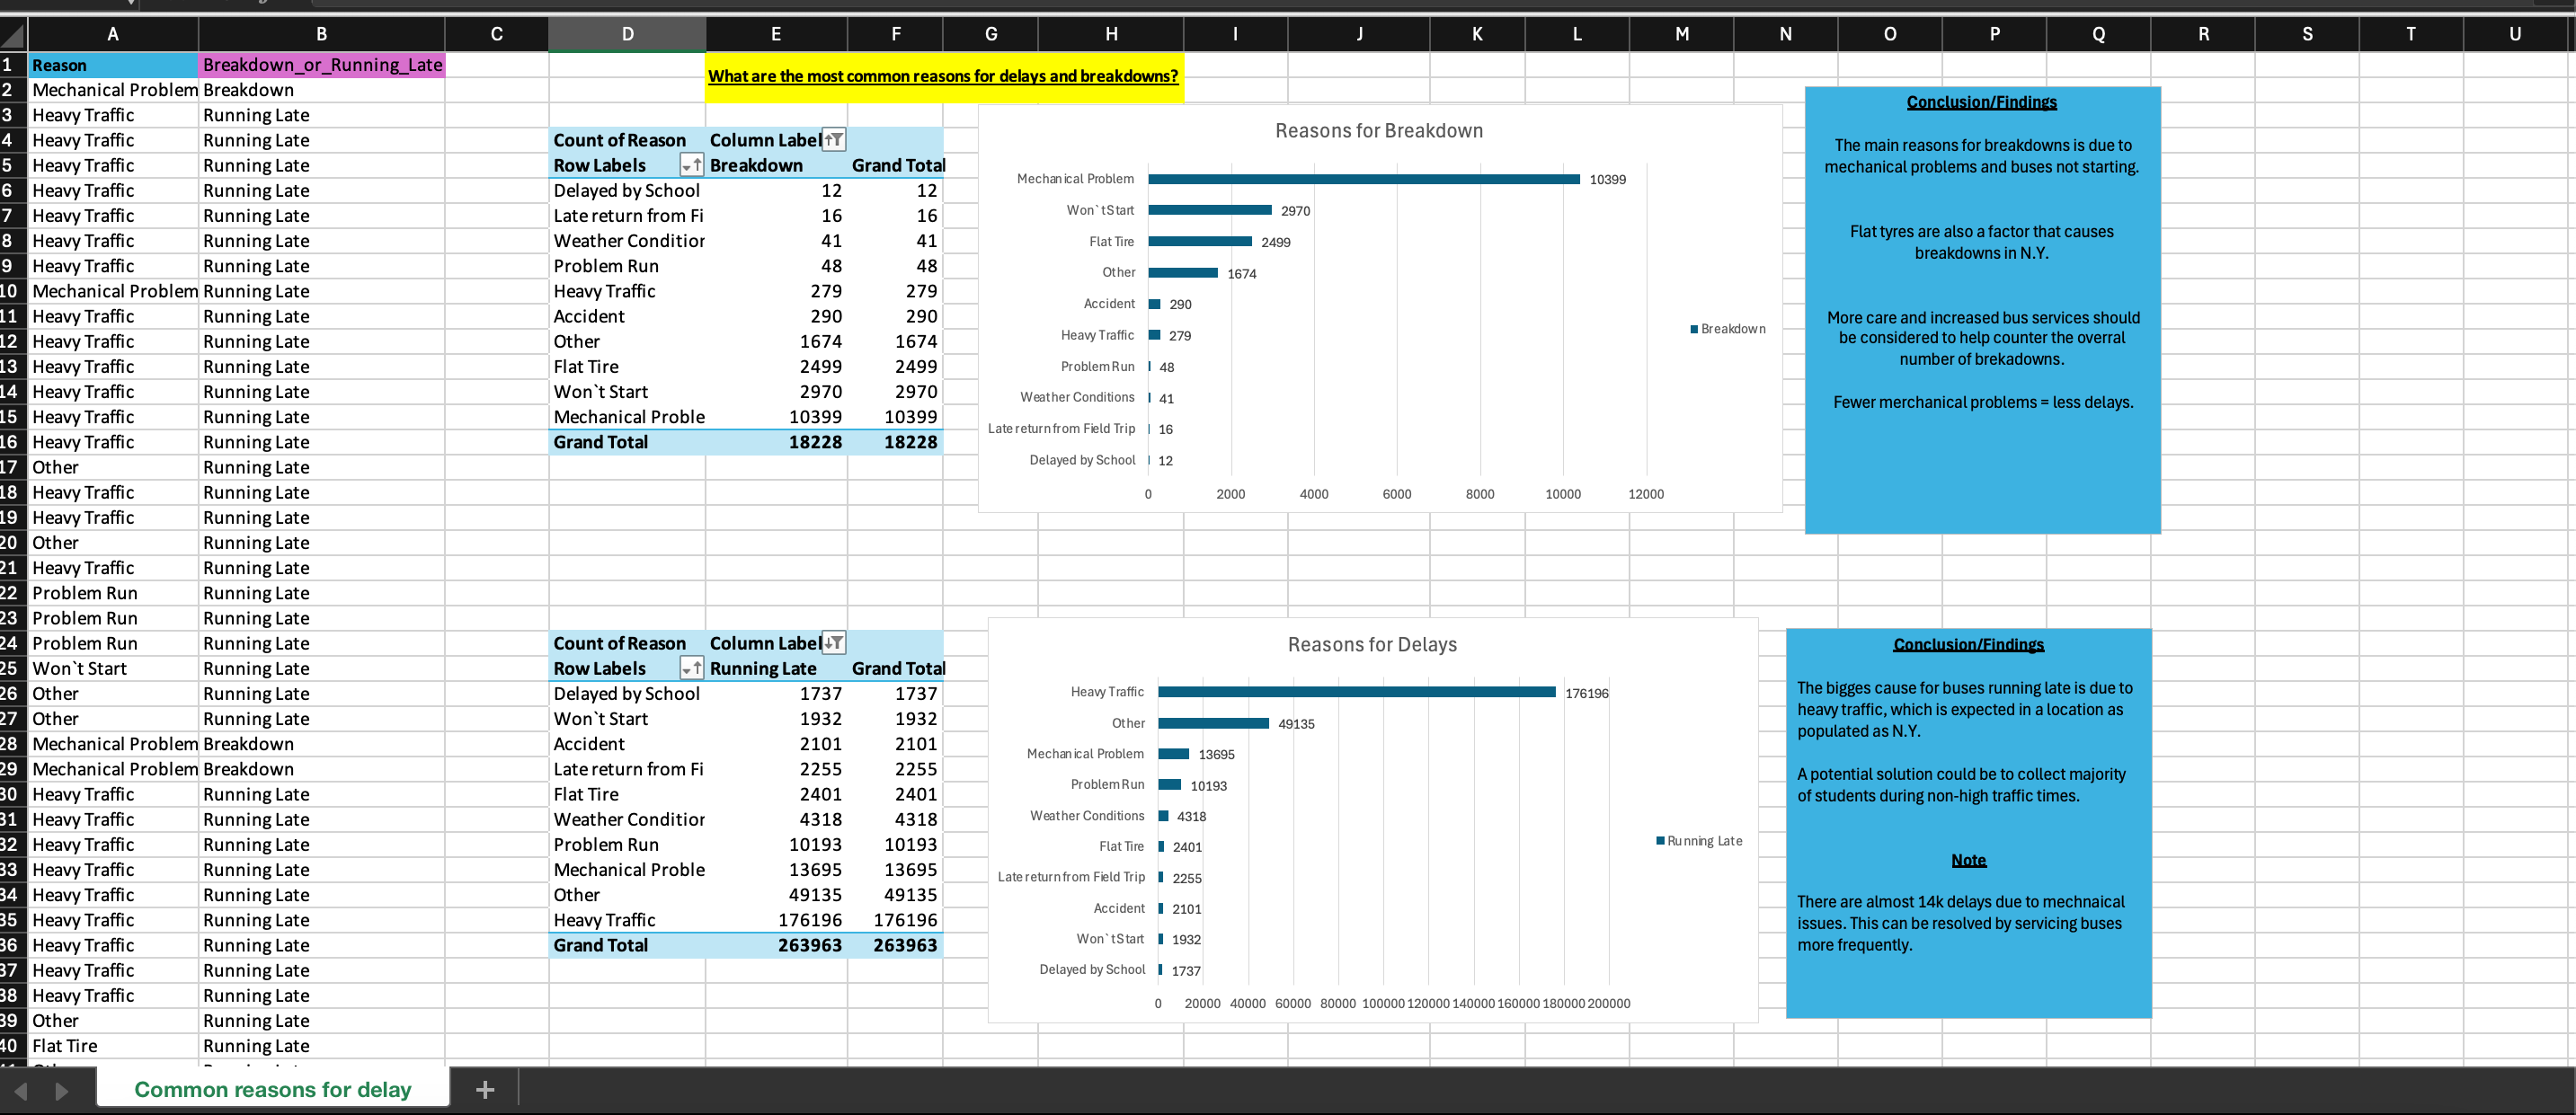 A B C D E F G H I J K L M N O P Q R S T U
1 Reason Breakdown_or_Running_Late
What are the most common reasons for delays and breakdowns?
2 Mechanical Problem Breakdown
3 Heavy Traffic Running Late
4 Heavy Traffic Running Late Count of Reason Column Label
5 Heavy Traffic Running Late Row Labels Breakdown Grand Total
6 Heavy Traffic Running Late Delayed by School 12 12
7 Heavy Traffic Running Late Late return from Fi 16 16
8 Heavy Traffic Running Late Weather Condition 41 41
9 Heavy Traffic Running Late Problem Run 48 48
10 Mechanical Problem Running Late Heavy Traffic 279 279
11 Heavy Traffic Running Late Accident 290 290
12 Heavy Traffic Running Late Other 1674 1674
13 Heavy Traffic Running Late Flat Tire 2499 2499
14 Heavy Traffic Running Late Won`t Start 2970 2970
15 Heavy Traffic Running Late Mechanical Proble 10399 10399
16 Heavy Traffic Running Late Grand Total 18228 18228
17 Other Running Late
18 Heavy Traffic Running Late
19 Heavy Traffic Running Late
20 Other Running Late
21 Heavy Traffic Running Late
22 Problem Run Running Late
23 Problem Run Running Late
24 Problem Run Running Late Count of Reason Column Label
25 Won`t Start Running Late Row Labels Running Late Grand Total
26 Other Running Late Delayed by School 1737 1737
27 Other Running Late Won`t Start 1932 1932
28 Mechanical Problem Breakdown Accident 2101 2101
29 Mechanical Problem Breakdown Late return from Fi 2255 2255
30 Heavy Traffic Running Late Flat Tire 2401 2401
31 Heavy Traffic Running Late Weather Condition 4318 4318
32 Heavy Traffic Running Late Problem Run 10193 10193
33 Heavy Traffic Running Late Mechanical Proble 13695 13695
34 Heavy Traffic Running Late Other 49135 49135
35 Heavy Traffic Running Late Heavy Traffic 176196 176196
36 Heavy Traffic Running Late Grand Total 263963 263963
37 Heavy Traffic Running Late
38 Heavy Traffic Running Late
39 Other Running Late
40 Flat Tire Running Late
Reasons for Breakdown
Mechanical Problem 10399
Won`t Start 2970
Flat Tire 2499
Other 1674
Accident 290
Heavy Traffic 279
Problem Run 48
Weather Conditions 41
Late return from Field Trip 16
Delayed by School 12
0 2000 4000 6000 8000 10000 12000
Breakdown
Conclusion/Findings
The main reasons for breakdowns is due to
mechanical problems and buses not starting.
Flat tyres are also a factor that causes
breakdowns in N.Y.
More care and increased bus services should
be considered to help counter the overral
number of brekadowns.
Fewer merchanical problems = less delays.
Reasons for Delays
Heavy Traffic 176196
Other 49135
Mechanical Problem 13695
Problem Run 10193
Weather Conditions 4318
Flat Tire 2401
Late return from Field Trip 2255
Accident 2101
Won`t Start 1932
Delayed by School 1737
0 20000 40000 60000 80000 100000 120000 140000 160000 180000 200000
Running Late
Conclusion/Findings
The bigges cause for buses running late is due to
heavy traffic, which is expected in a location as
populated as N.Y.
A potential solution could be to collect majority
of students during non-high traffic times.
Note
There are almost 14k delays due to mechnaical
issues. This can be resolved by servicing buses
more frequently.
Common reasons for delay